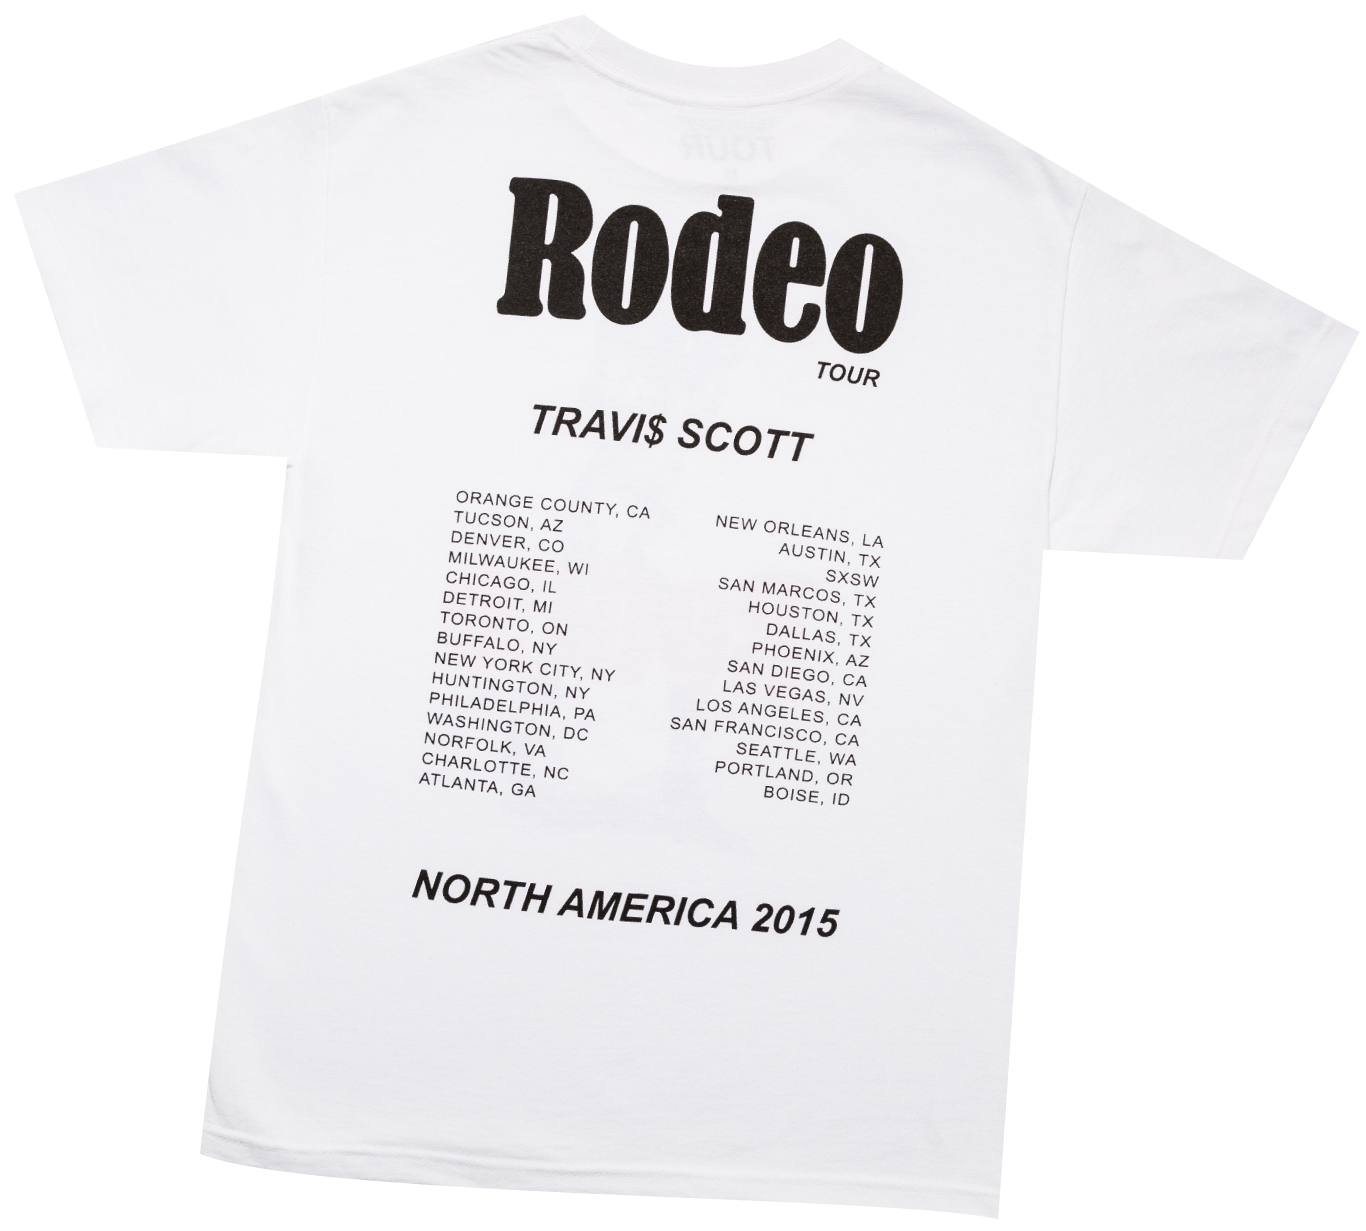 Rodeo
TOUR
TRAVI$ SCOTT
ORANGE COUNTY, CA
TUCSON, AZ
DENVER, CO
MILWAUKEE, WI
CHICAGO, IL
DETROIT, MI
TORONTO, ON
BUFFALO, NY
NEW YORK CITY, NY
HUNTINGTON, NY
PHILADELPHIA, PA
WASHINGTON, DC
NORFOLK, VA
CHARLOTTE, NC
ATLANTA, GA
NEW ORLEANS, LA
AUSTIN, TX
SXSW
SAN MARCOS, TX
HOUSTON, TX
DALLAS, TX
PHOENIX, AZ
SAN DIEGO, CA
LAS VEGAS, NV
LOS ANGELES, CA
SAN FRANCISCO, CA
SEATTLE, WA
PORTLAND, OR
BOISE, ID
NORTH AMERICA 2015